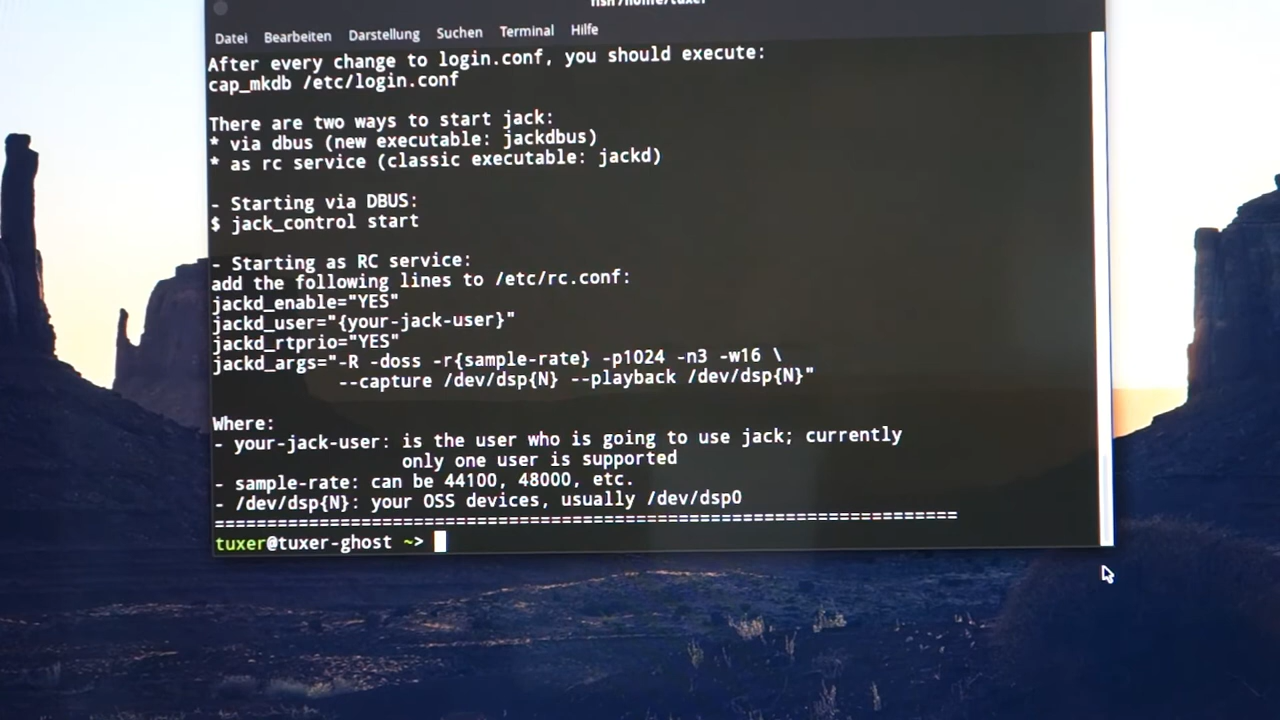 Datei Bearbeiten Darstellung Suchen Terminal Hilfe
After every change to login.conf, you should execute:
cap_mkdb /etc/login.conf
There are two ways to start jack:
* via dbus (new executable: jackdbus)
* as rc service (classic executable: jackd)
- Starting via DBUS:
$ jack_control start
- Starting as RC service:
add the following lines to /etc/rc.conf:
jackd_enable="YES"
jackd_user="{your-jack-user}"
jackd_rtprio="YES"
jackd_args="-R -doss -r{sample-rate} -p1024 -n3 -w16 \
--capture /dev/dsp{N} --playback /dev/dsp{N}"
Where:
- your-jack-user: is the user who is going to use jack; currently
only one user is supported
- sample-rate: can be 44100, 48000, etc.
- /dev/dsp{N}: your OSS devices, usually /dev/dsp0
======================================================================
tuxer@tuxer-ghost ~>